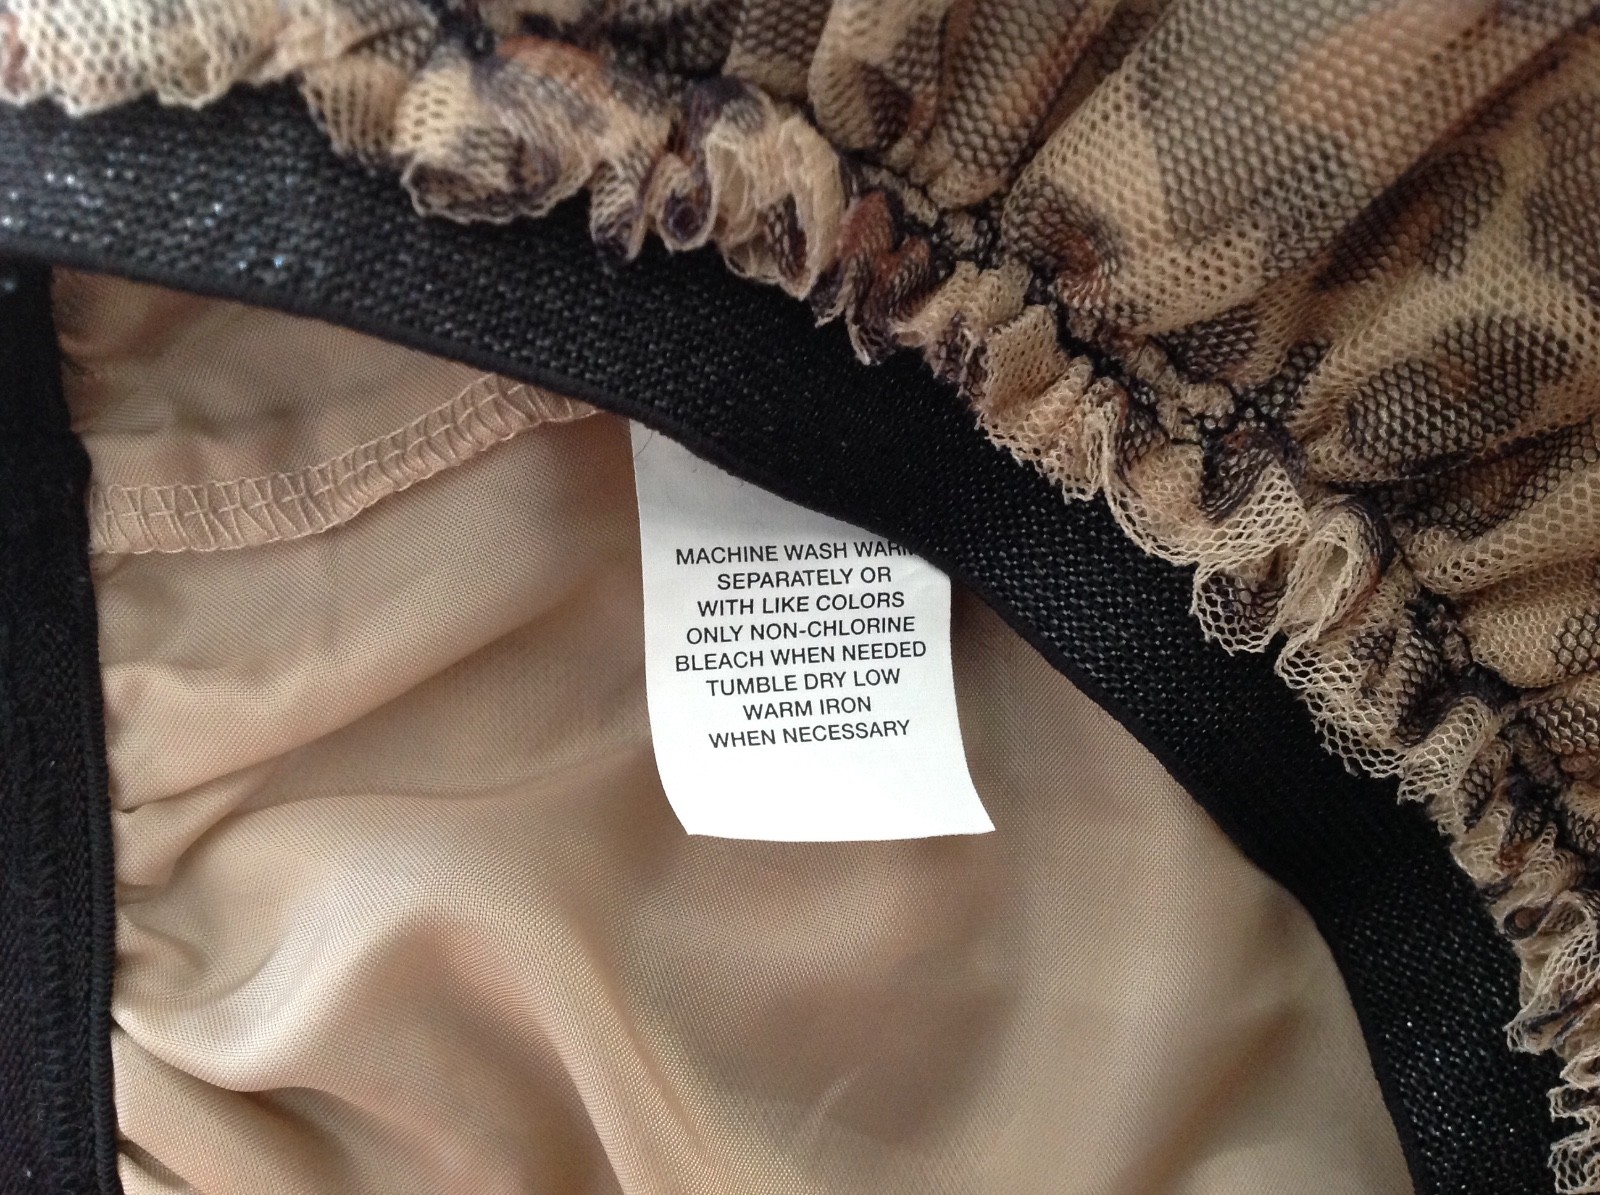 MACHINE WASH WARM
SEPARATELY OR
WITH LIKE COLORS
ONLY NON-CHLORINE
BLEACH WHEN NEEDED
TUMBLE DRY LOW
WARM IRON
WHEN NECESSARY